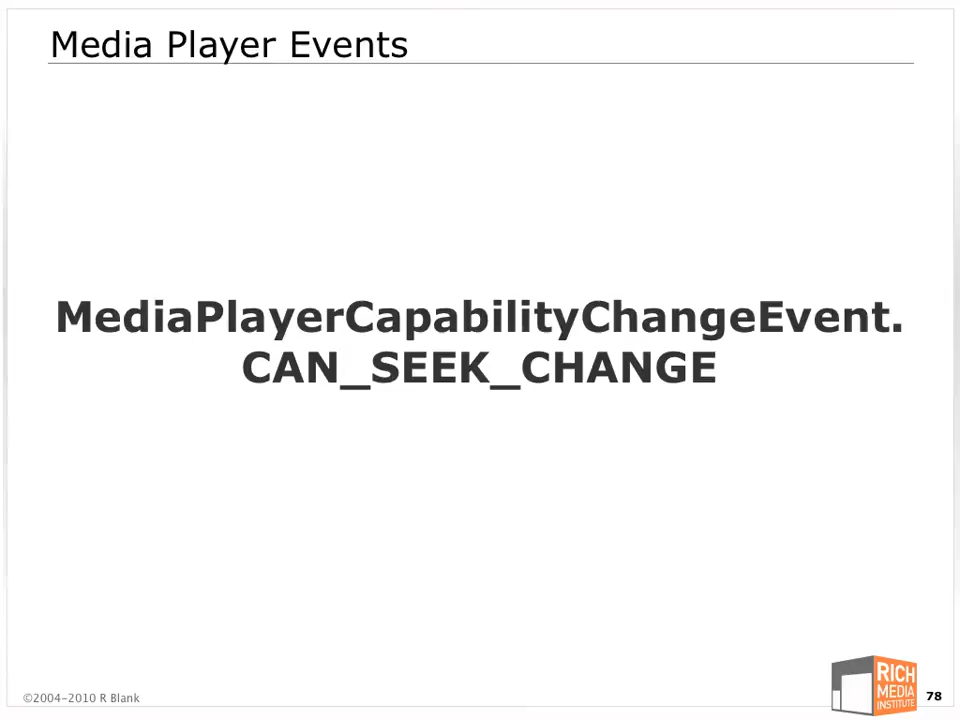 Media Player Events
MediaPlayerCapabilityChangeEvent.
CAN_SEEK_CHANGE
©2004-2010 R Blank
RICH
MEDIA
INSTITUTE
78